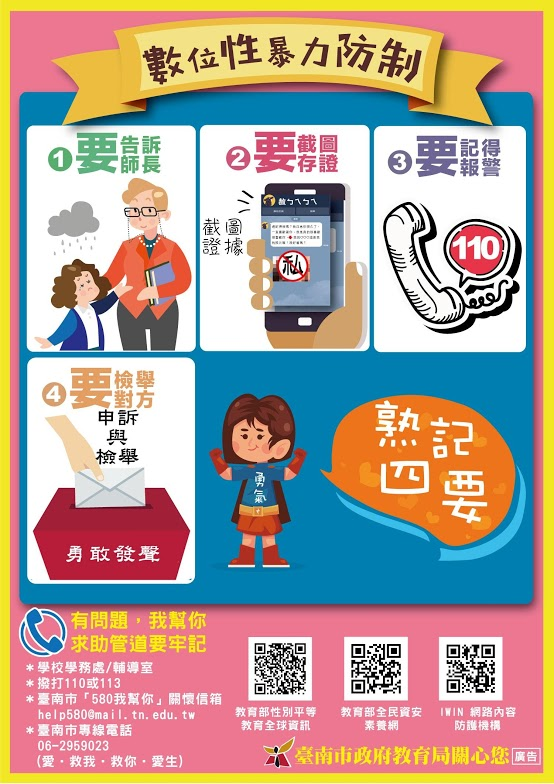 數位性暴力防制
1 要告訴師長
2 要截圖存證
3 要記得報警
截圖
證據
酸ㄟㄟ
私
110
4 要檢舉對方
申訴
與
檢舉
勇敢發聲
勇氣
熟記
四要
有問題，我幫你
求助管道要牢記
＊學校學務處/輔導室
＊撥打110或113
＊臺南市「580我幫你」關懷信箱
help580@mail.tn.edu.tw
＊臺南市專線電話
06-2959023
(愛・救我・救你・愛生)
教育部性別平等
教育全球資訊
教育部全民資安
素養網
IWIN 網路內容
防護機構
臺南市政府教育局關心您 廣告